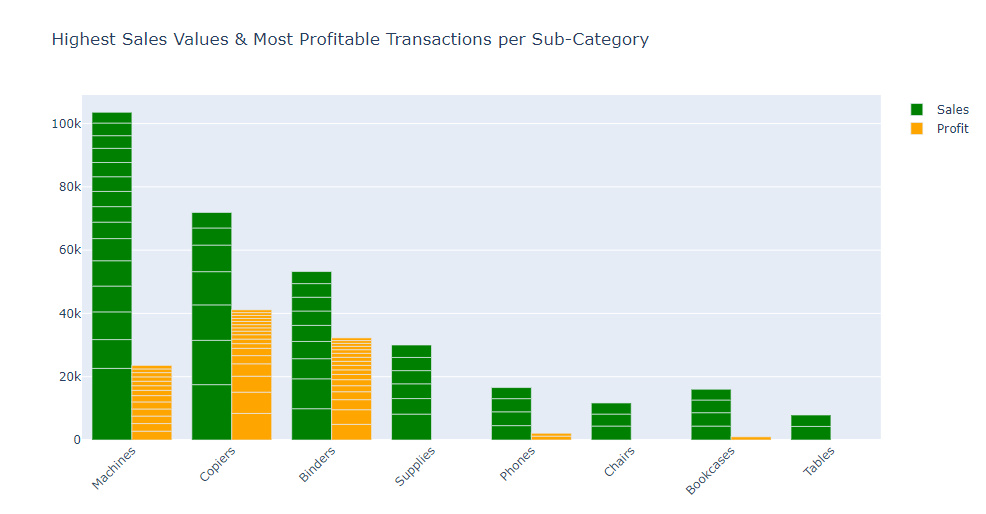 Highest Sales Values & Most Profitable Transactions per Sub-Category
Sales
Profit
100k
80k
60k
40k
20k
0
Machines
Copiers
Binders
Supplies
Phones
Chairs
Bookcases
Tables